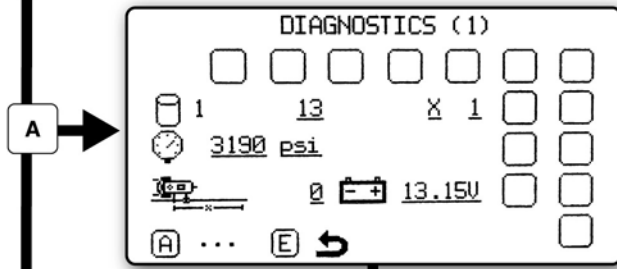 DIAGNOSTICS (1)
1 13 X 1
A
3190 psi
x
0 - + 13.15V
A ... E